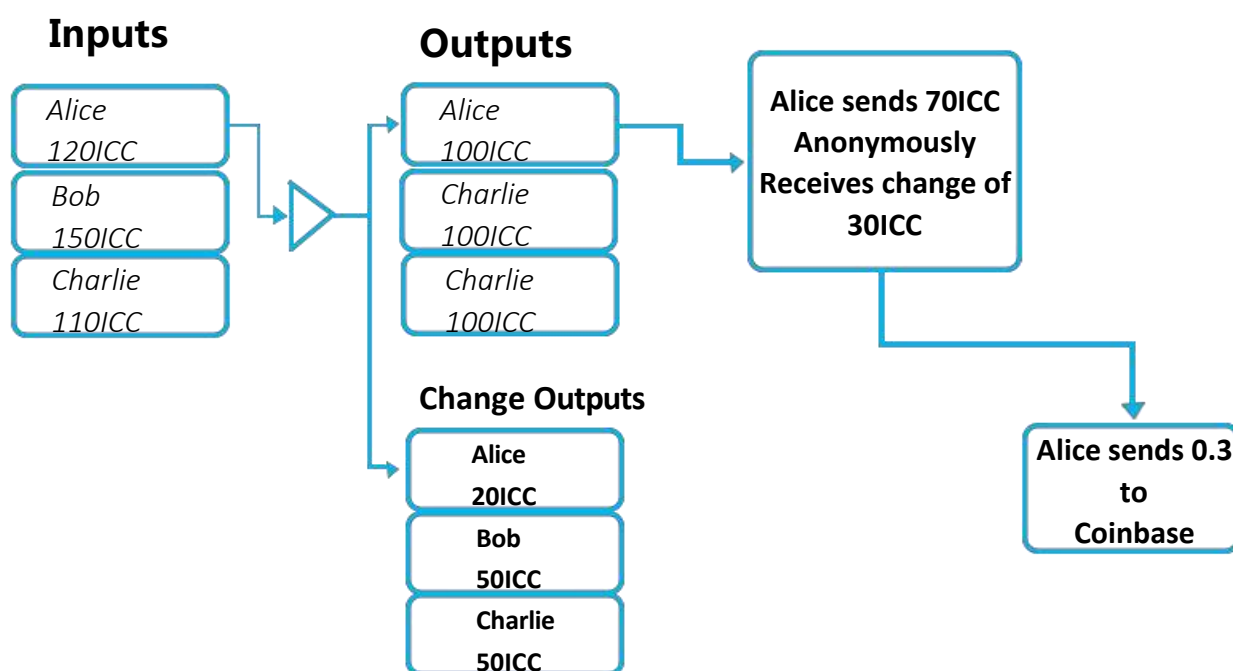 Inputs
Alice
120ICC
Bob
150ICC
Charlie
110ICC
Outputs
Alice
100ICC
Charlie
100ICC
Charlie
100ICC
Change Outputs
Alice
20ICC
Bob
50ICC
Charlie
50ICC
Alice sends 70ICC
Anonymously
Receives change of
30ICC
Alice sends 0.3
to
Coinbase